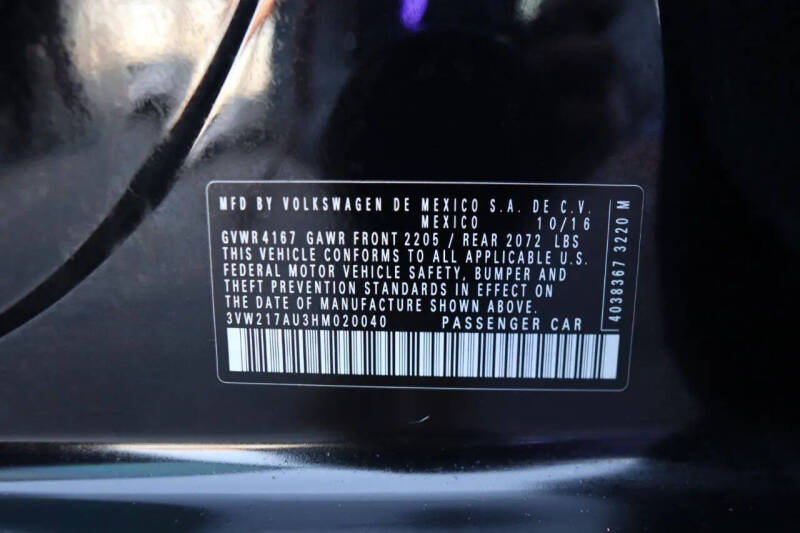 MFD BY VOLKSWAGEN DE MEXICO S.A. DE C.V.
MEXICO 10/16
GVWR 4167 GAWR FRONT 2205 / REAR 2072 LBS
THIS VEHICLE CONFORMS TO ALL APPLICABLE U.S.
FEDERAL MOTOR VEHICLE SAFETY, BUMPER AND
THEFT PREVENTION STANDARDS IN EFFECT ON
THE DATE OF MANUFACTURE SHOWN ABOVE.
3VW217AU3HM020040 PASSENGER CAR
4038367 3220 M